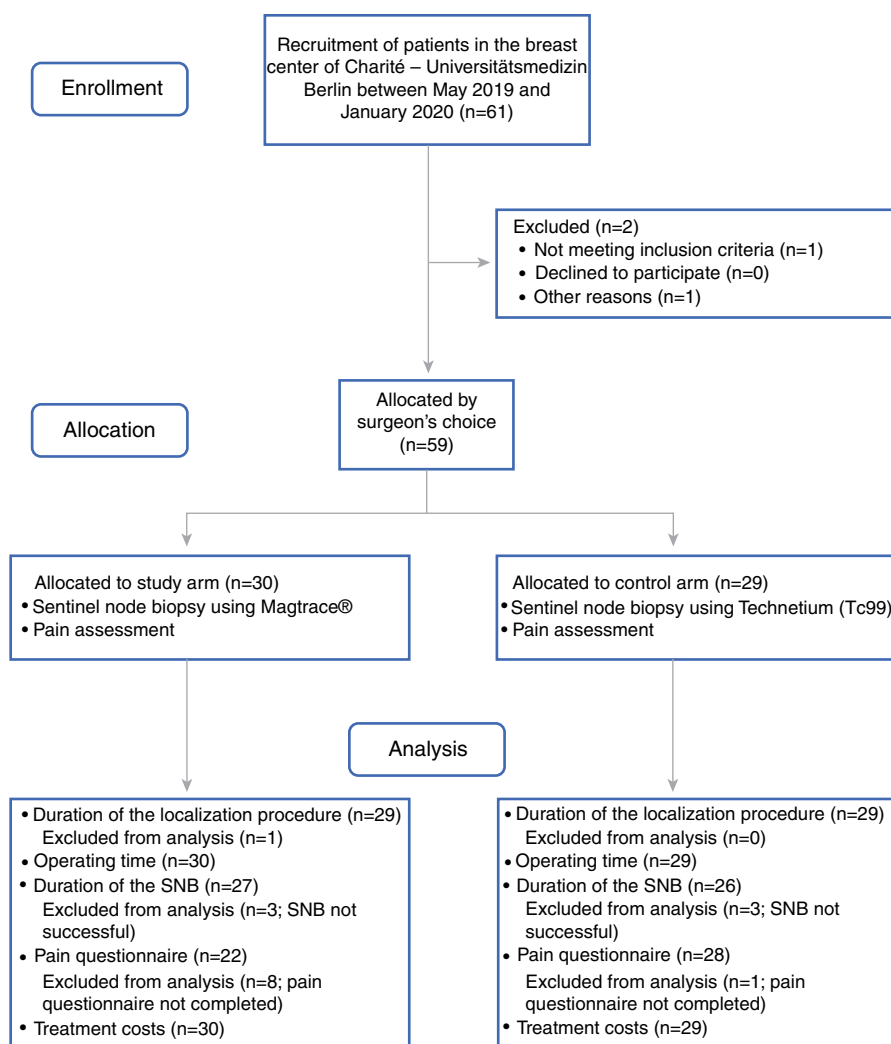 Enrollment
Recruitment of patients in the breast
center of Charité – Universitätsmedizin
Berlin between May 2019 and
January 2020 (n=61)
Excluded (n=2)
• Not meeting inclusion criteria (n=1)
• Declined to participate (n=0)
• Other reasons (n=1)
Allocation
Allocated by
surgeon's choice
(n=59)
Allocated to study arm (n=30)
• Sentinel node biopsy using Magtrace®
• Pain assessment
Allocated to control arm (n=29)
• Sentinel node biopsy using Technetium (Tc99)
• Pain assessment
Analysis
• Duration of the localization procedure (n=29)
Excluded from analysis (n=1)
• Operating time (n=30)
• Duration of the SNB (n=27)
Excluded from analysis (n=3; SNB not
successful)
• Pain questionnaire (n=22)
Excluded from analysis (n=8; pain
questionnaire not completed)
• Treatment costs (n=30)
• Duration of the localization procedure (n=29)
Excluded from analysis (n=0)
• Operating time (n=29)
• Duration of the SNB (n=26)
Excluded from analysis (n=3; SNB not
successful)
• Pain questionnaire (n=28)
Excluded from analysis (n=1; pain
questionnaire not completed)
• Treatment costs (n=29)